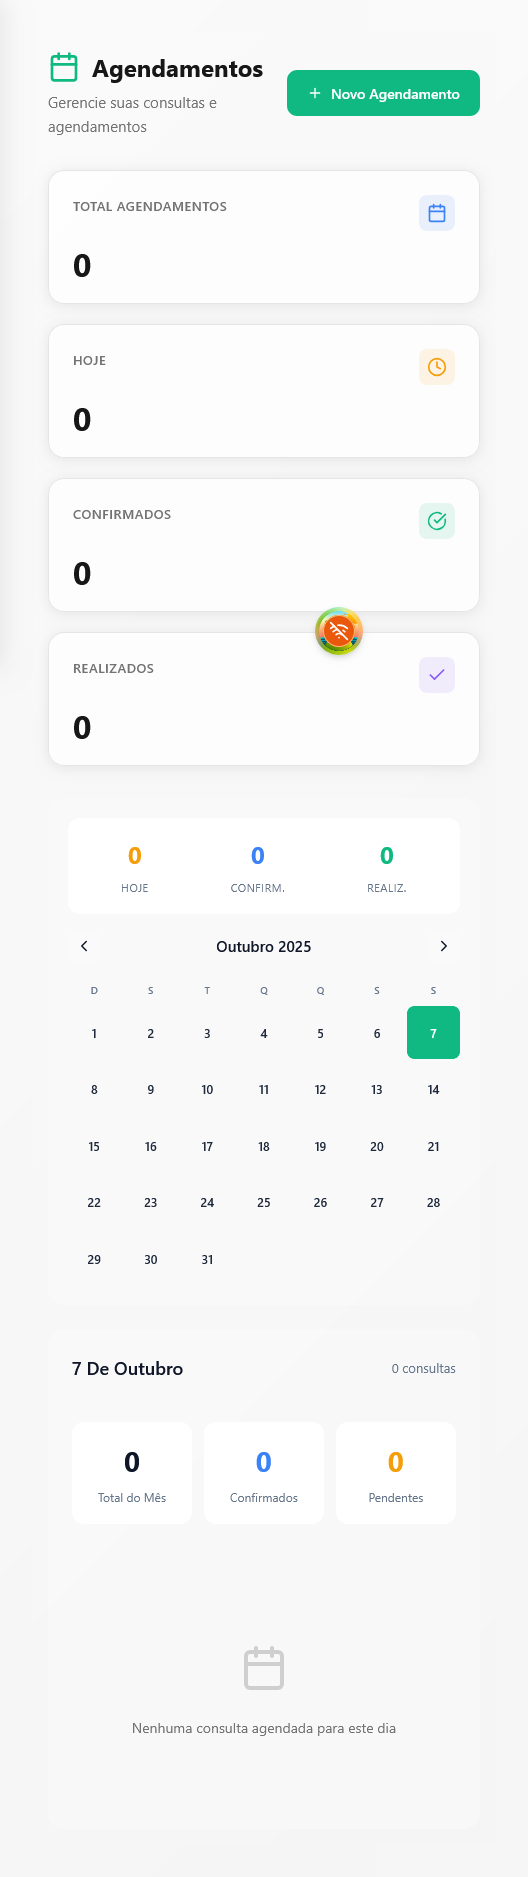 Agendamentos
Gerencie suas consultas e
agendamentos
Novo Agendamento
TOTAL AGENDAMENTOS
0
HOJE
0
CONFIRMADOS
0
REALIZADOS
0
0 0 0
HOJE CONFIRM. REALIZ.
Outubro 2025
D S T Q Q S S
1 2 3 4 5 6 7
8 9 10 11 12 13 14
15 16 17 18 19 20 21
22 23 24 25 26 27 28
29 30 31
7 De Outubro 0 consultas
0 0 0
Total do Mês Confirmados Pendentes
Nenhuma consulta agendada para este dia